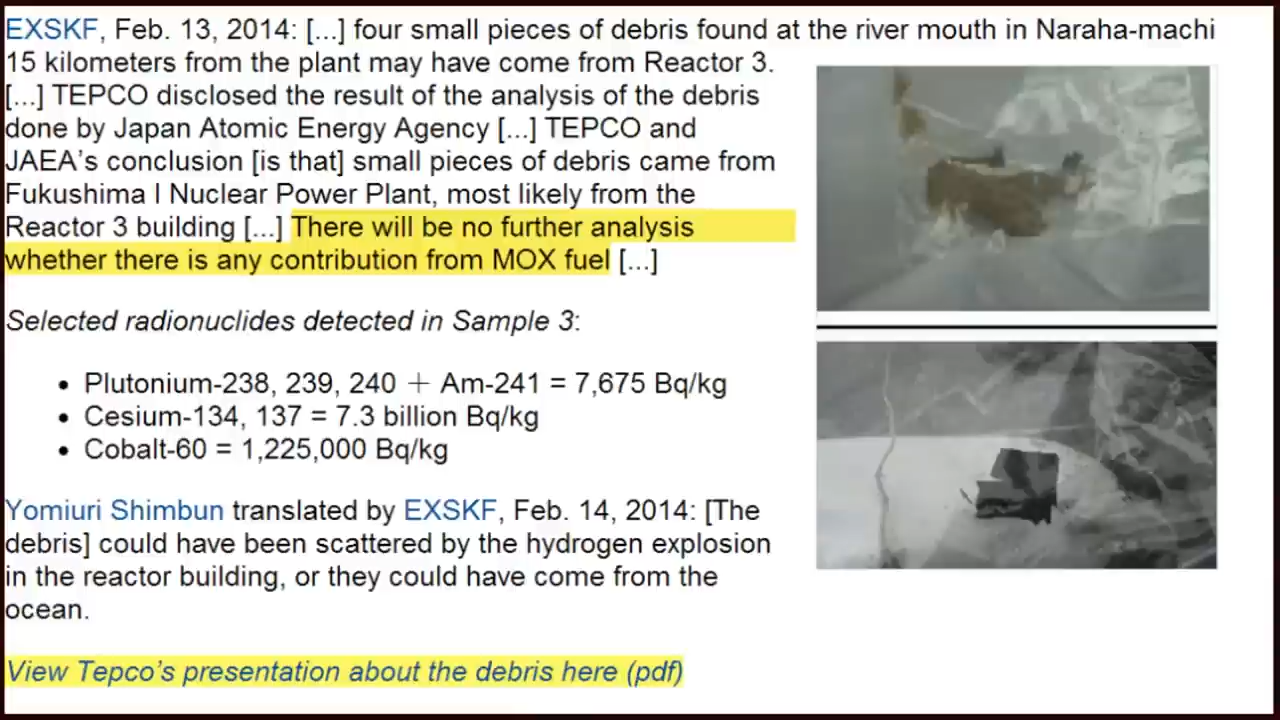 EXSKF, Feb. 13, 2014: [...] four small pieces of debris found at the river mouth in Naraha-machi
15 kilometers from the plant may have come from Reactor 3.
[...] TEPCO disclosed the result of the analysis of the debris
done by Japan Atomic Energy Agency [...] TEPCO and
JAEA's conclusion [is that] small pieces of debris came from
Fukushima I Nuclear Power Plant, most likely from the
Reactor 3 building [...] There will be no further analysis
whether there is any contribution from MOX fuel [...]
Selected radionuclides detected in Sample 3:
• Plutonium-238, 239, 240 + Am-241 = 7,675 Bq/kg
• Cesium-134, 137 = 7.3 billion Bq/kg
• Cobalt-60 = 1,225,000 Bq/kg
Yomiuri Shimbun translated by EXSKF, Feb. 14, 2014: [The
debris] could have been scattered by the hydrogen explosion
in the reactor building, or they could have come from the
ocean.
View Tepco's presentation about the debris here (pdf)